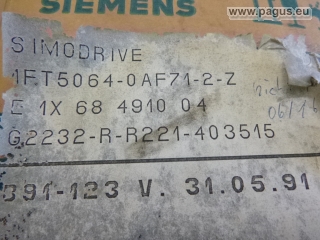 www.pagus.eu
SIEMENS
SIMODRIVE
1FT5064-0AF71-2-Z
E 1X 68 4910 04
G2232-R-R221-403515
391-123 V. 31.05.91